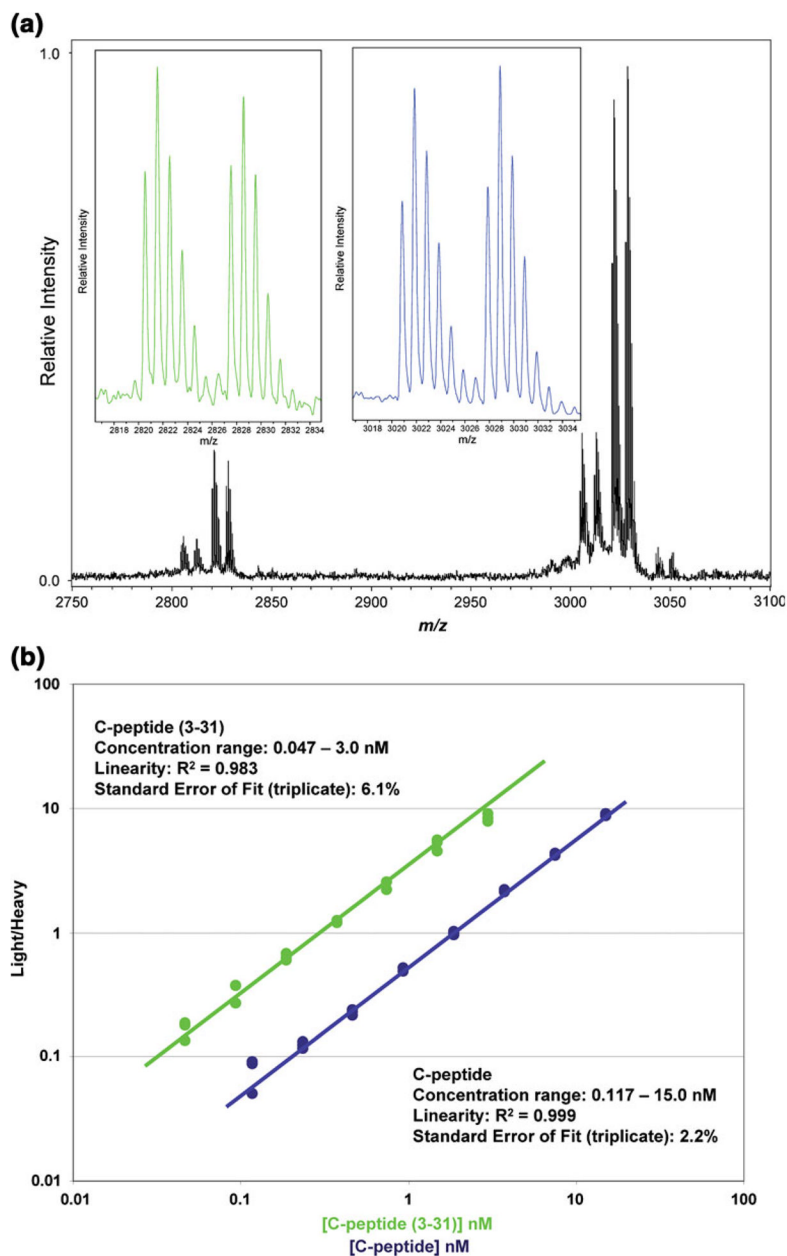 (a)
1.0
Relative Intensity
0.0
Relative Intensity
2818 2820 2822 2824 2826 2828 2830 2832 2834
m/z
Relative Intensity
3018 3020 3022 3024 3026 3028 3030 3032 3034
m/z
2750 2800 2850 2900 2950 3000 3050 3100
m/z
(b)
100
10
1
0.1
0.01
Light/Heavy
C-peptide (3-31)
Concentration range: 0.047 – 3.0 nM
Linearity: R² = 0.983
Standard Error of Fit (triplicate): 6.1%
C-peptide
Concentration range: 0.117 – 15.0 nM
Linearity: R² = 0.999
Standard Error of Fit (triplicate): 2.2%
0.01 0.1 1 10 100
[C-peptide (3-31)] nM
[C-peptide] nM